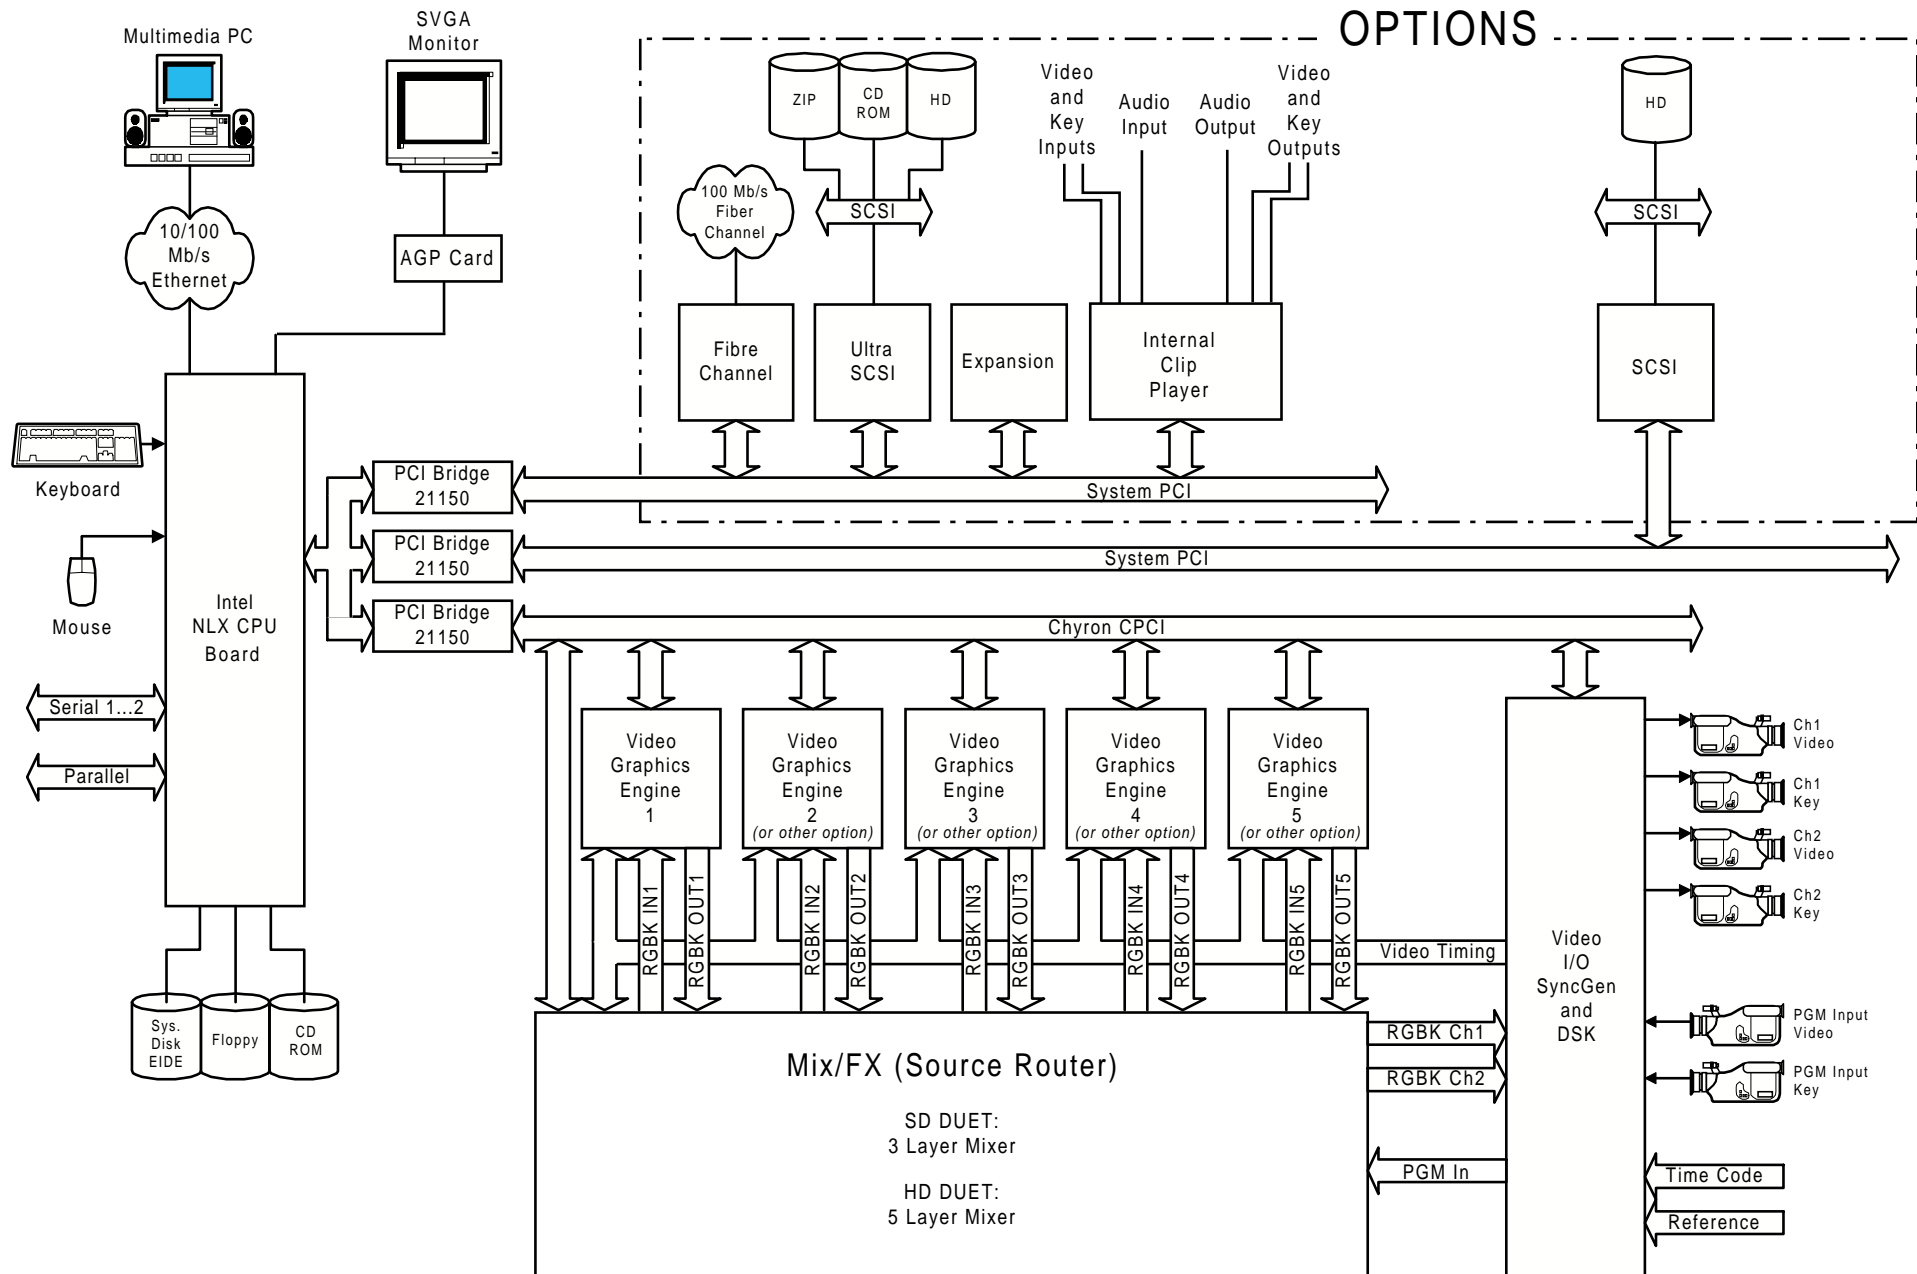 OPTIONS
Multimedia PC
SVGA
Monitor
ZIP
CD
ROM
HD
Video
and
Key
Inputs
Audio
Input
Audio
Output
Video
and
Key
Outputs
HD
10/100
Mb/s
Ethernet
AGP Card
100 Mb/s
Fiber
Channel
SCSI
SCSI
Fibre
Channel
Ultra
SCSI
Expansion
Internal
Clip
Player
SCSI
Keyboard
Mouse
Intel
NLX CPU
Board
Serial 1...2
Parallel
Sys.
Disk
EIDE
Floppy
CD
ROM
PCI Bridge
21150
System PCI
PCI Bridge
21150
System PCI
PCI Bridge
21150
Chyron CPCI
Video
Graphics
Engine
1
Video
Graphics
Engine
2
(or other option)
Video
Graphics
Engine
3
(or other option)
Video
Graphics
Engine
4
(or other option)
Video
Graphics
Engine
5
(or other option)
RGBK IN1
RGBK OUT1
RGBK IN2
RGBK OUT2
RGBK IN3
RGBK OUT3
RGBK IN4
RGBK OUT4
RGBK IN5
RGBK OUT5
Video Timing
Mix/FX (Source Router)
SD DUET:
3 Layer Mixer
HD DUET:
5 Layer Mixer
RGBK Ch1
RGBK Ch2
PGM In
Video
I/O
SyncGen
and
DSK
Ch1
Video
Ch1
Key
Ch2
Video
Ch2
Key
PGM Input
Video
PGM Input
Key
Time Code
Reference